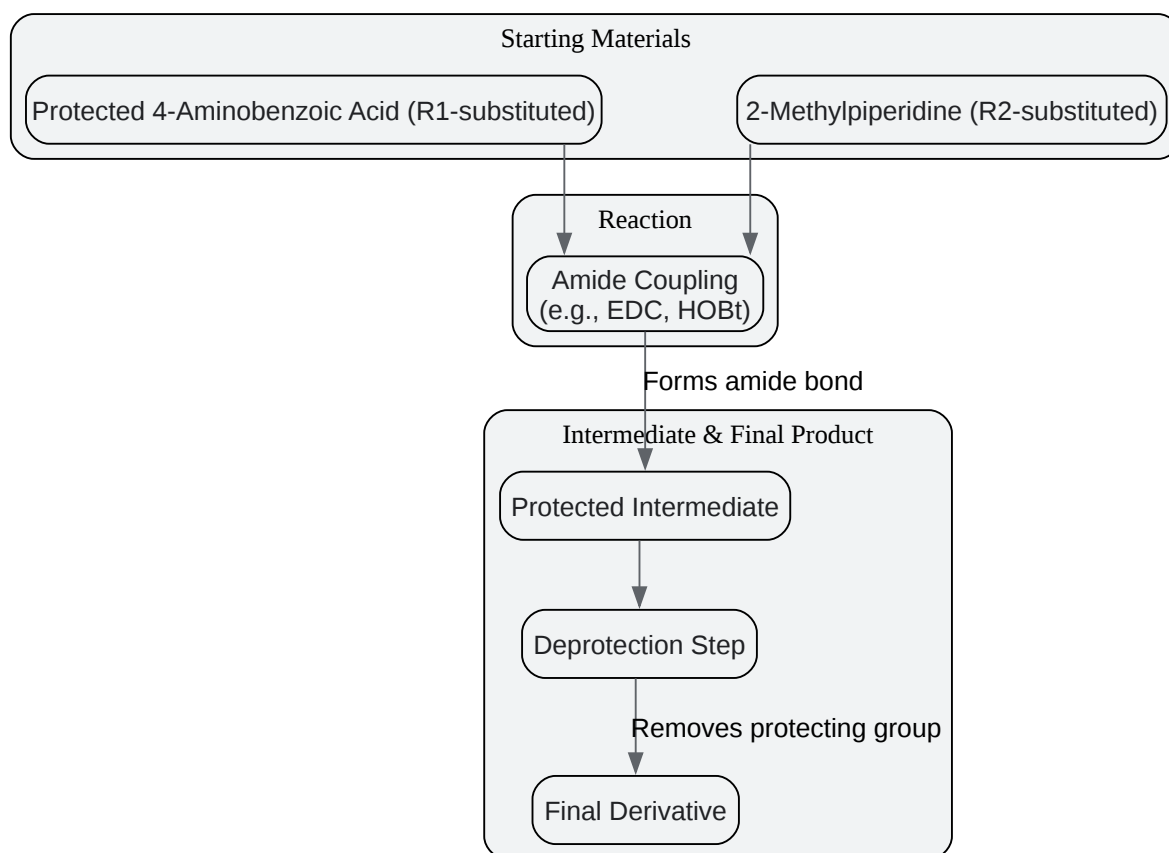 Starting Materials
Protected 4-Aminobenzoic Acid (R1-substituted)
2-Methylpiperidine (R2-substituted)
Reaction
Amide Coupling
(e.g., EDC, HOBt)
Forms amide bond
Intermediate & Final Product
Protected Intermediate
Deprotection Step
Removes protecting group
Final Derivative